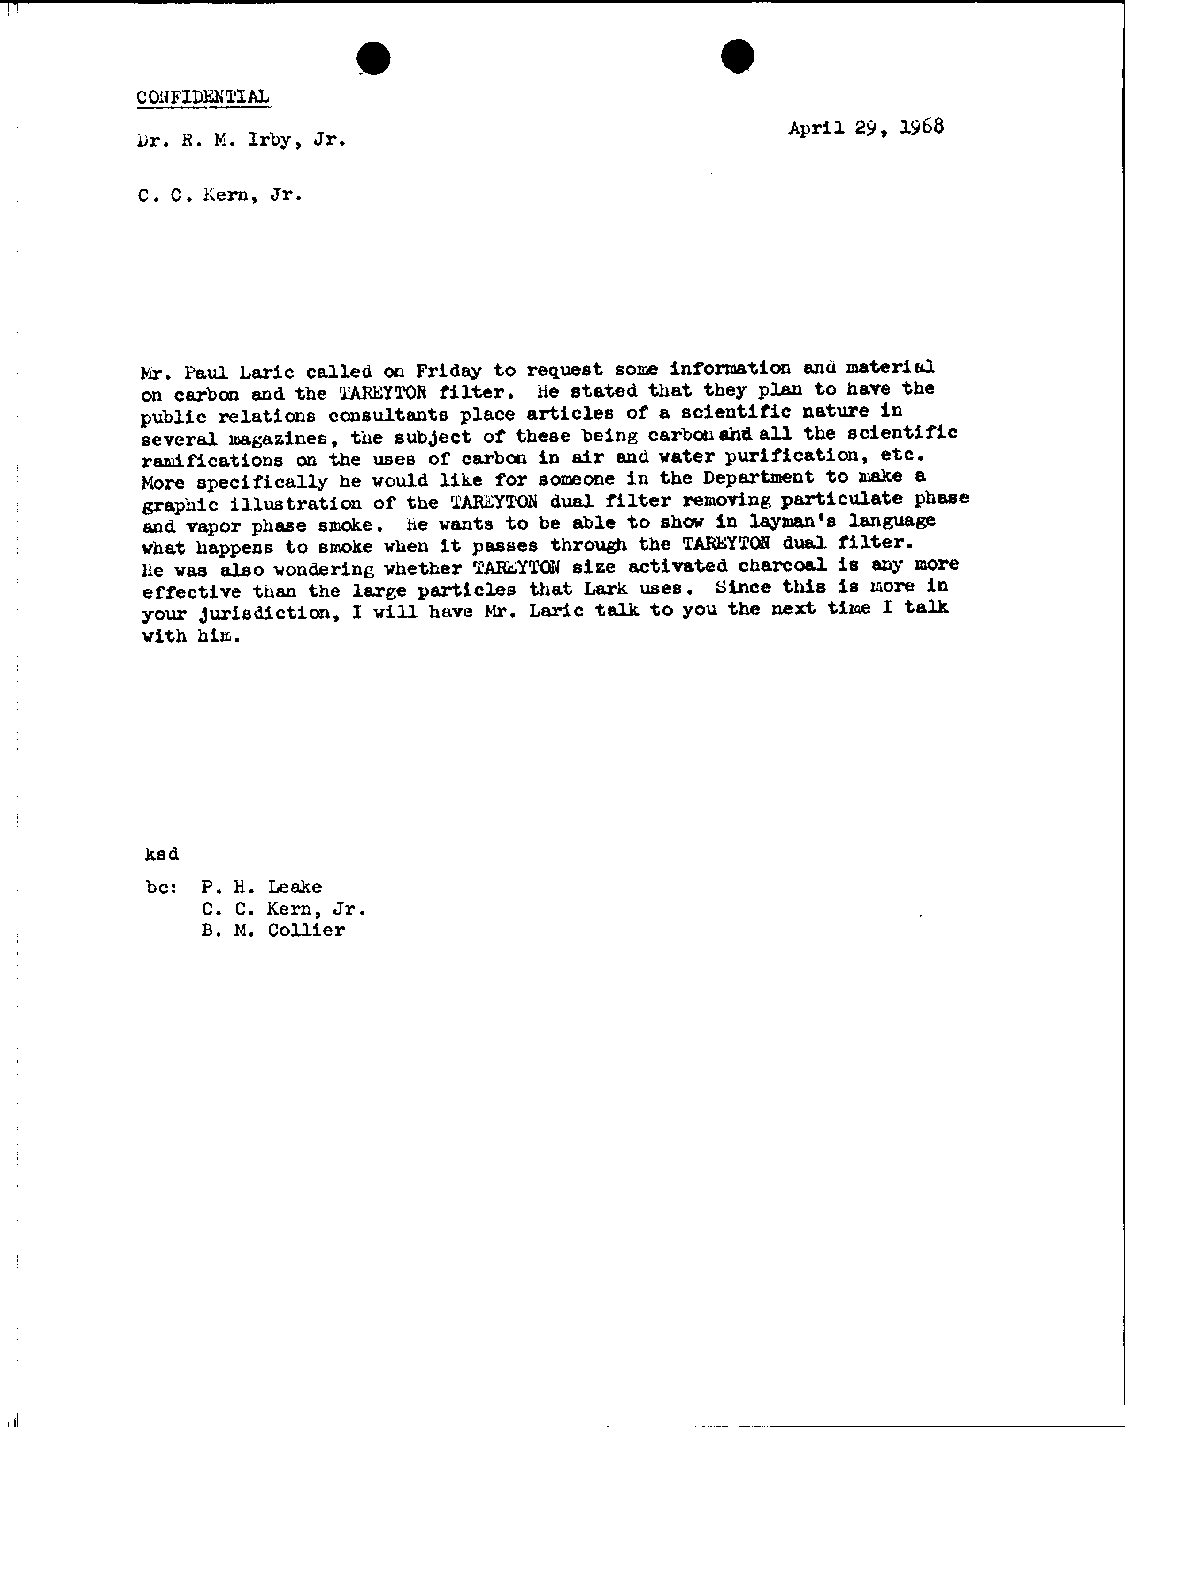 CONFIDENTIAL
April 29, 1968
Dr. R. M. Irby, Jr.
C. C. Kern, Jr.
Mr. Paul Laric called on Friday to request some information and material
on carbon and the TAREYTON filter. He stated that they plan to have the
public relations consultants place articles of a scientific nature in
several magazines, the subject of these being carbon and all the scientific
ramifications on the uses of carbon in air and water purification, etc.
More specifically he would like for someone in the Department to make a
graphic illustration of the TAREYTON dual filter removing particulate phase
and vapor phase smoke. He wants to be able to show in layman's language
what happens to smoke when it passes through the TAREYTON dual filter.
He was also wondering whether TAREYTON size activated charcoal is any more
effective than the large particles that Lark uses. Since this is more in
your jurisdiction, I will have Mr. Laric talk to you the next time I talk
with him.
ksd
bc: P. H. Leake
C. C. Kern, Jr.
B. M. Collier